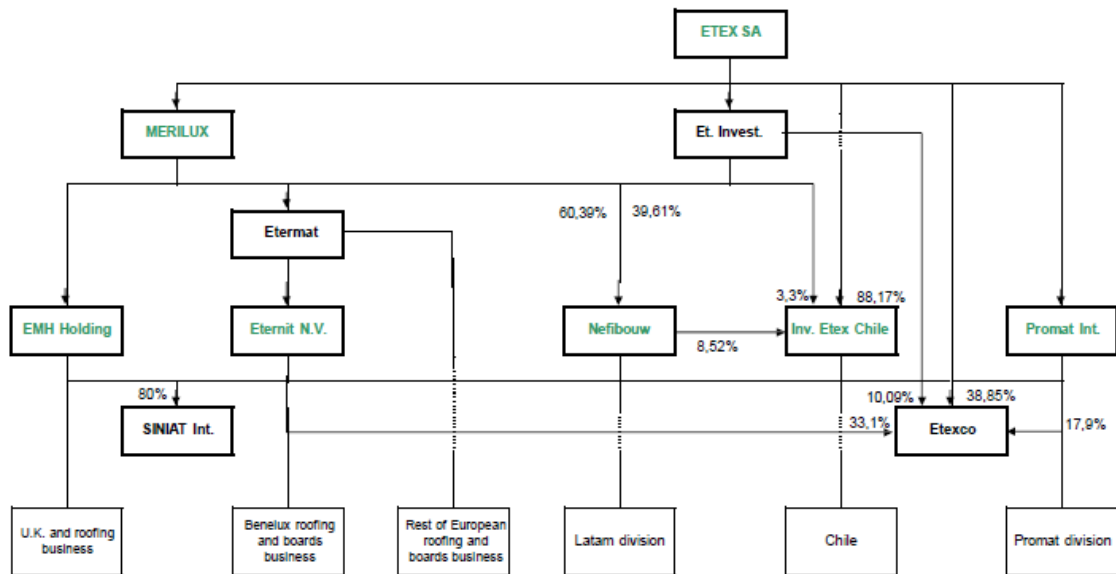 ETEX SA
MERILUX
Et. Invest.
60,39%
39,61%
Etermat
3,3%
88,17%
EMH Holding
Eternit N.V.
Nefibouw
Inv. Etex Chile
Promat Int.
8,52%
80%
10,09%
38,85%
SINIAT Int.
33,1%
Etexco
17,9%
U.K. and roofing
business
Benelux roofing
and boards
business
Rest of European
roofing and
boards business
Latam division
Chile
Promat division